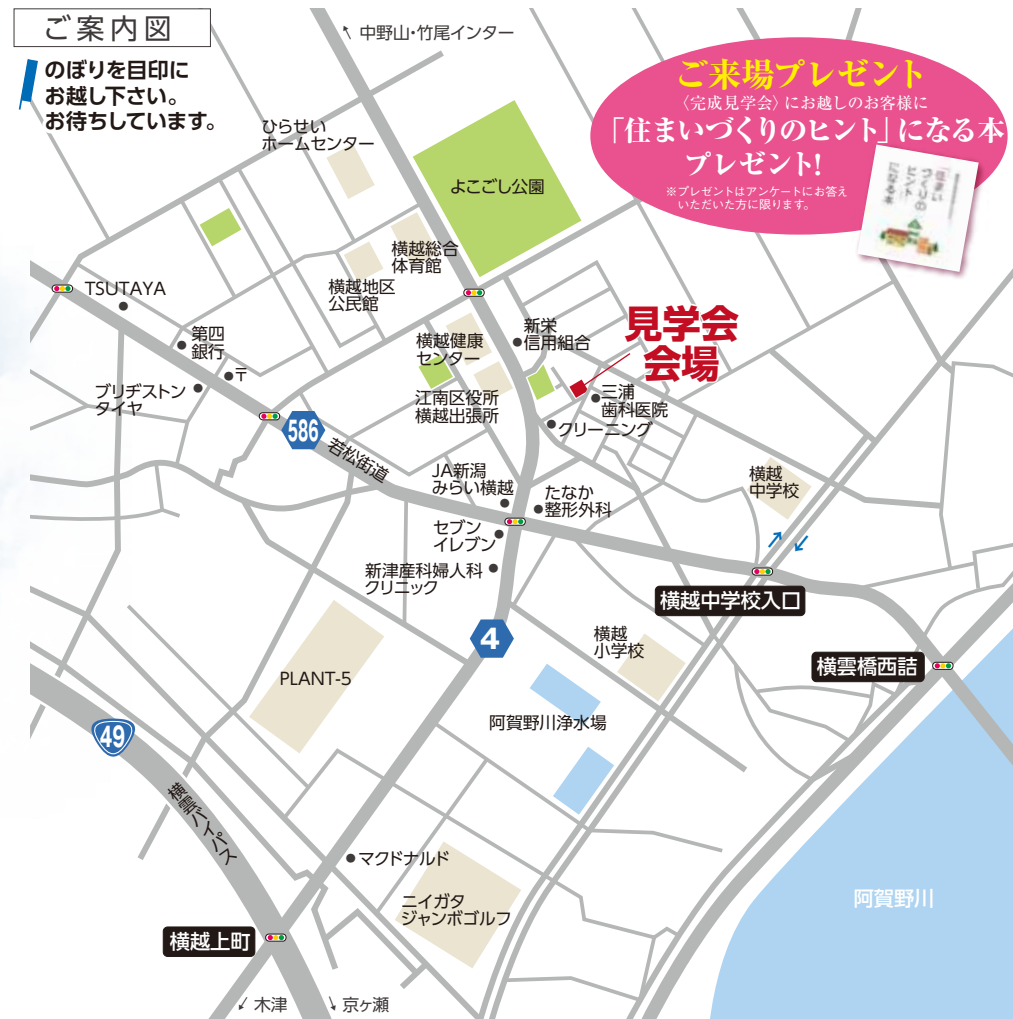 ご案内図
のぼりを目印に
お越し下さい。
お待ちしています。
↖ 中野山・竹尾インター
ご来場プレゼント
〈完成見学会〉にお越しのお客様に
「住まいづくりのヒント」になる本
プレゼント!
※プレゼントはアンケートにお答え
いただいた方に限ります。
「住まい
づくりの
ヒント」
になる本
ひらせい
ホームセンター
よこごし公園
横越総合
体育館
横越地区
公民館
TSUTAYA
第四
銀行
〒
ブリヂストン
タイヤ
横越健康
センター
新栄
信用組合
見学会
会場
江南区役所
横越出張所
三浦
歯科医院
クリーニング
586
若松街道
JA新潟
みらい横越
たなか
整形外科
横越
中学校
セブン
イレブン
新津産科婦人科
クリニック
横越中学校入口
4
横越
小学校
横雲橋西詰
PLANT-5
阿賀野川浄水場
49
横雲バイパス
マクドナルド
ニイガタ
ジャンボゴルフ
阿賀野川
横越上町
↙ 木津
↘ 京ヶ瀬